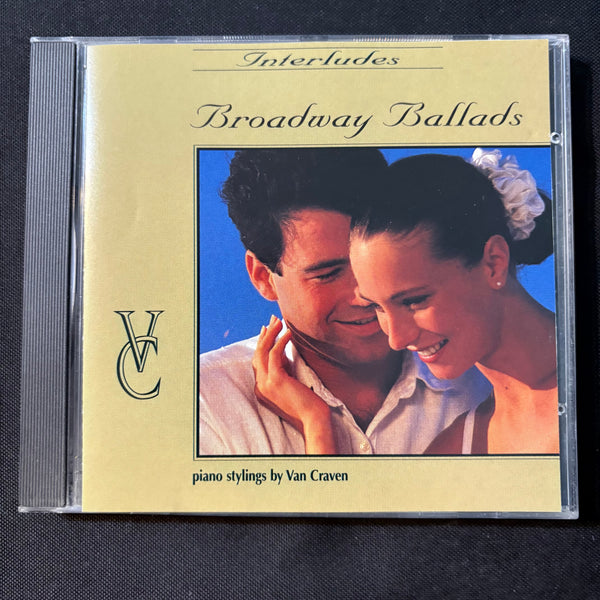 Interludes
Broadway Ballads
VC
piano stylings by Van Craven